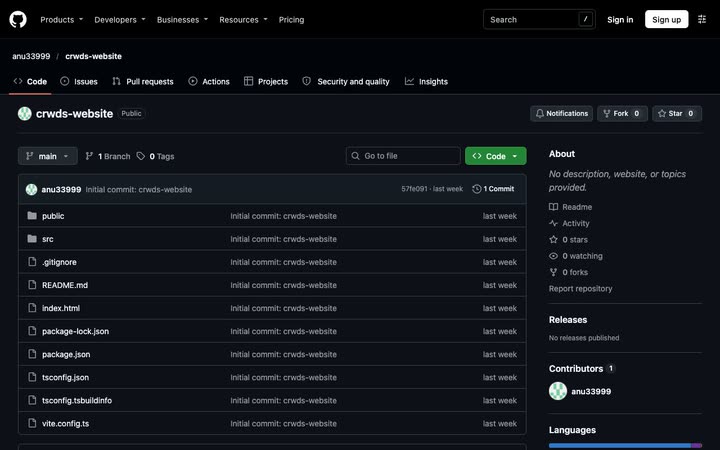 Products Developers Businesses Resources Pricing Search / Sign in Sign up
anu33999 / crwds-website
Code Issues Pull requests Actions Projects Security and quality Insights
crwds-website Public Notifications Fork 0 Star 0
main 1 Branch 0 Tags Go to file Code
anu33999 Initial commit: crwds-website 57fe091 · last week 1 Commit
public Initial commit: crwds-website last week
src Initial commit: crwds-website last week
.gitignore Initial commit: crwds-website last week
README.md Initial commit: crwds-website last week
index.html Initial commit: crwds-website last week
package-lock.json Initial commit: crwds-website last week
package.json Initial commit: crwds-website last week
tsconfig.json Initial commit: crwds-website last week
tsconfig.tsbuildinfo Initial commit: crwds-website last week
vite.config.ts Initial commit: crwds-website last week
About
No description, website, or topics
provided.
Readme
Activity
0 stars
0 watching
0 forks
Report repository
Releases
No releases published
Contributors 1
anu33999
Languages